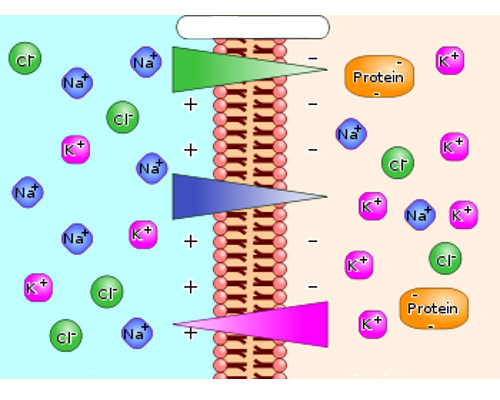 Cl-
Na+
Na+
-
Protein
-
-
K+
+
-
Cl-
K+
+
-
Na+
Na+
Cl-
K+
Na+
K+
Na+
K+
Na+
K+
+
-
K+
Cl-
K+
Cl-
+
-
Protein
-
-
Cl-
Na+
+
K+